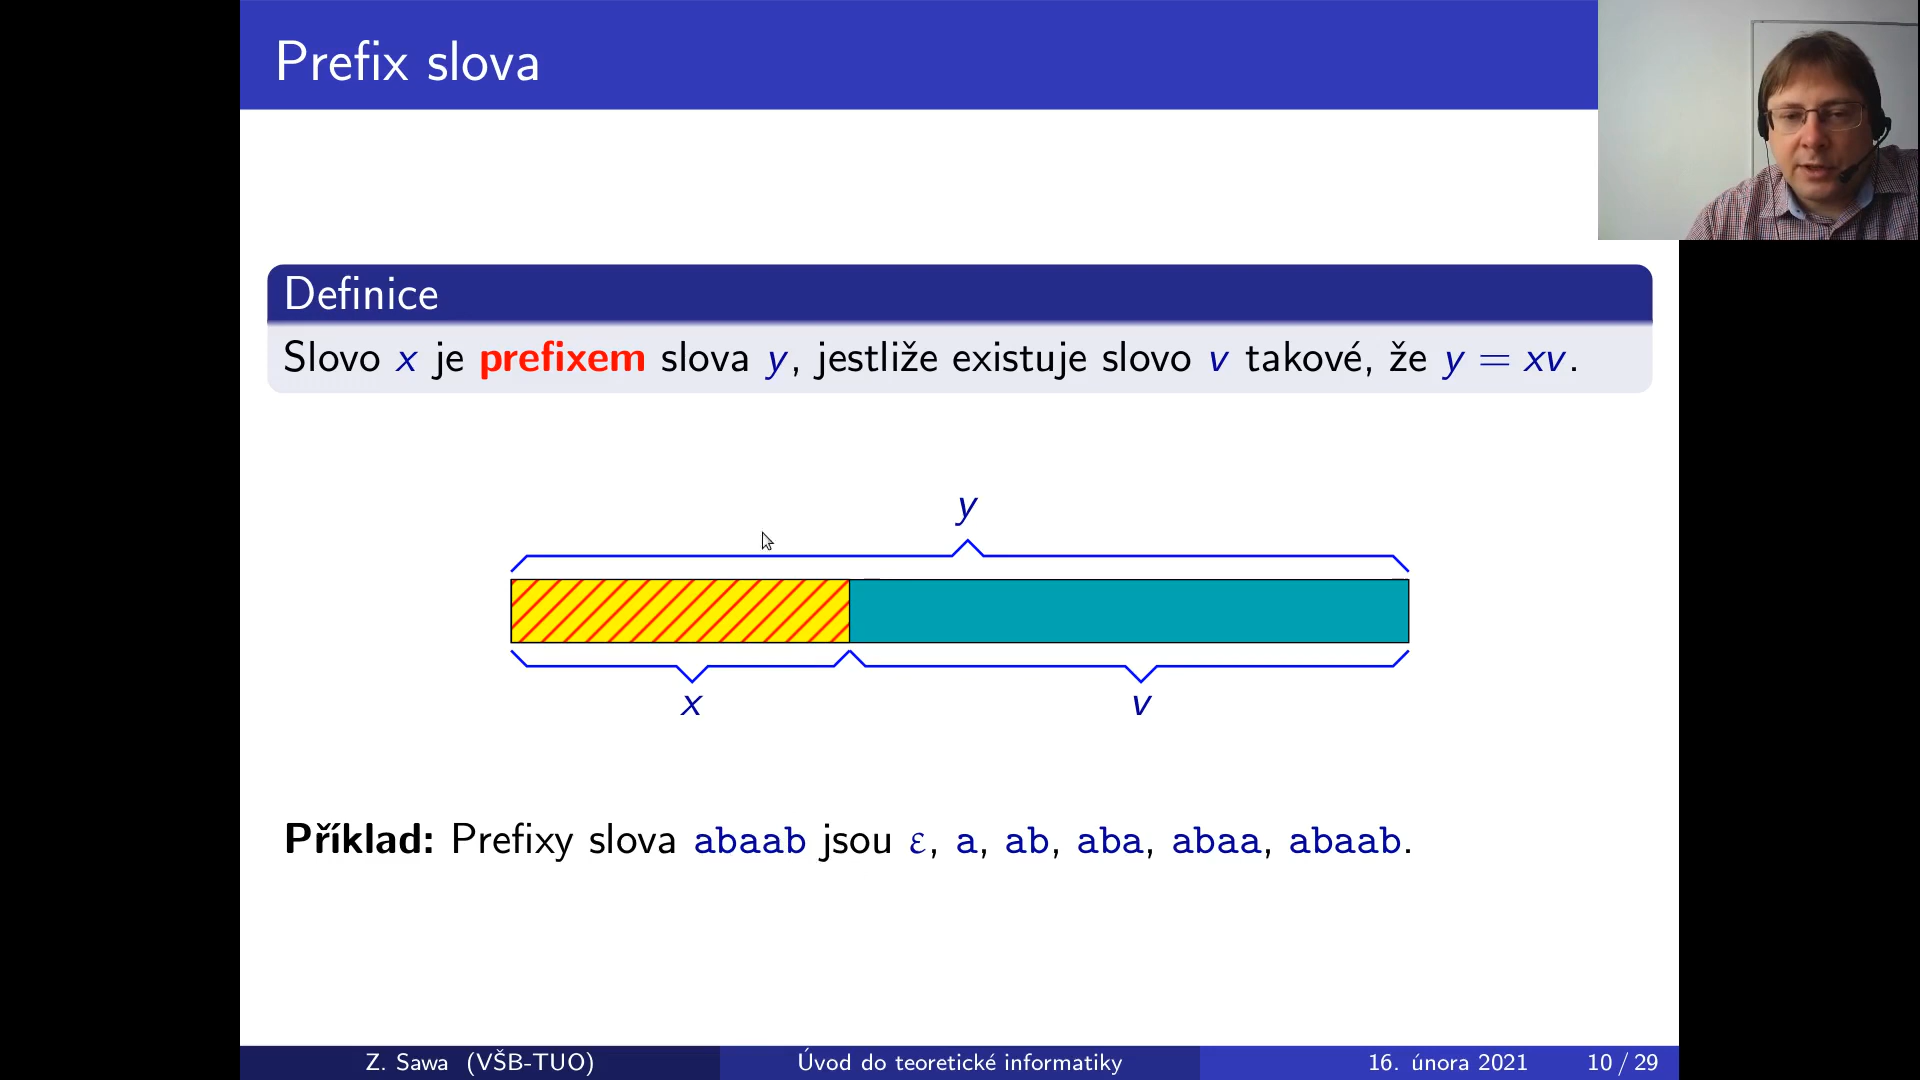 Prefix slova
Definice
Slovo x je prefixem slova y, jestliže existuje slovo v takové, že y = xv.
y
x v
Příklad: Prefixy slova abaab jsou ε, a, ab, aba, abaa, abaab.
Z. Sawa (VŠB-TUO) Úvod do teoretické informatiky 16. února 2021 10 / 29